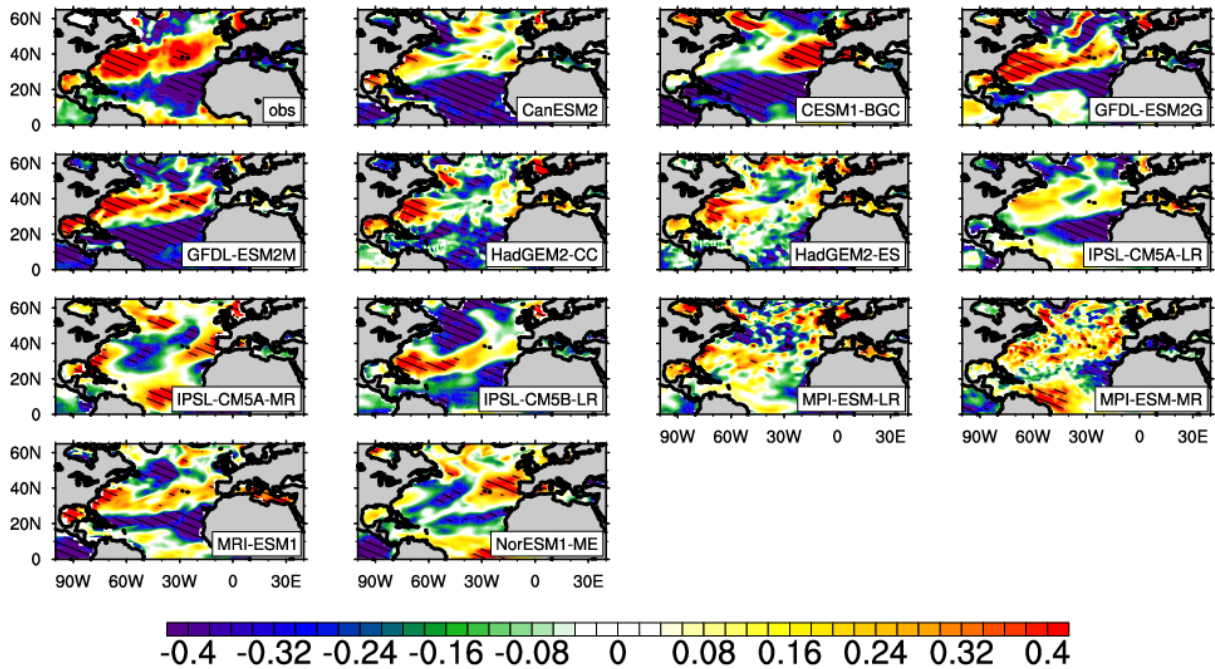 60N
40N
20N
0
obs
CanESM2
CESM1-BGC
GFDL-ESM2G
60N
40N
20N
0
GFDL-ESM2M
HadGEM2-CC
HadGEM2-ES
IPSL-CM5A-LR
60N
40N
20N
0
IPSL-CM5A-MR
IPSL-CM5B-LR
MPI-ESM-LR
MPI-ESM-MR
90W 60W 30W 0 30E
90W 60W 30W 0 30E
60N
40N
20N
0
MRI-ESM1
NorESM1-ME
90W 60W 30W 0 30E
90W 60W 30W 0 30E
-0.4 -0.32 -0.24 -0.16 -0.08 0 0.08 0.16 0.24 0.32 0.4